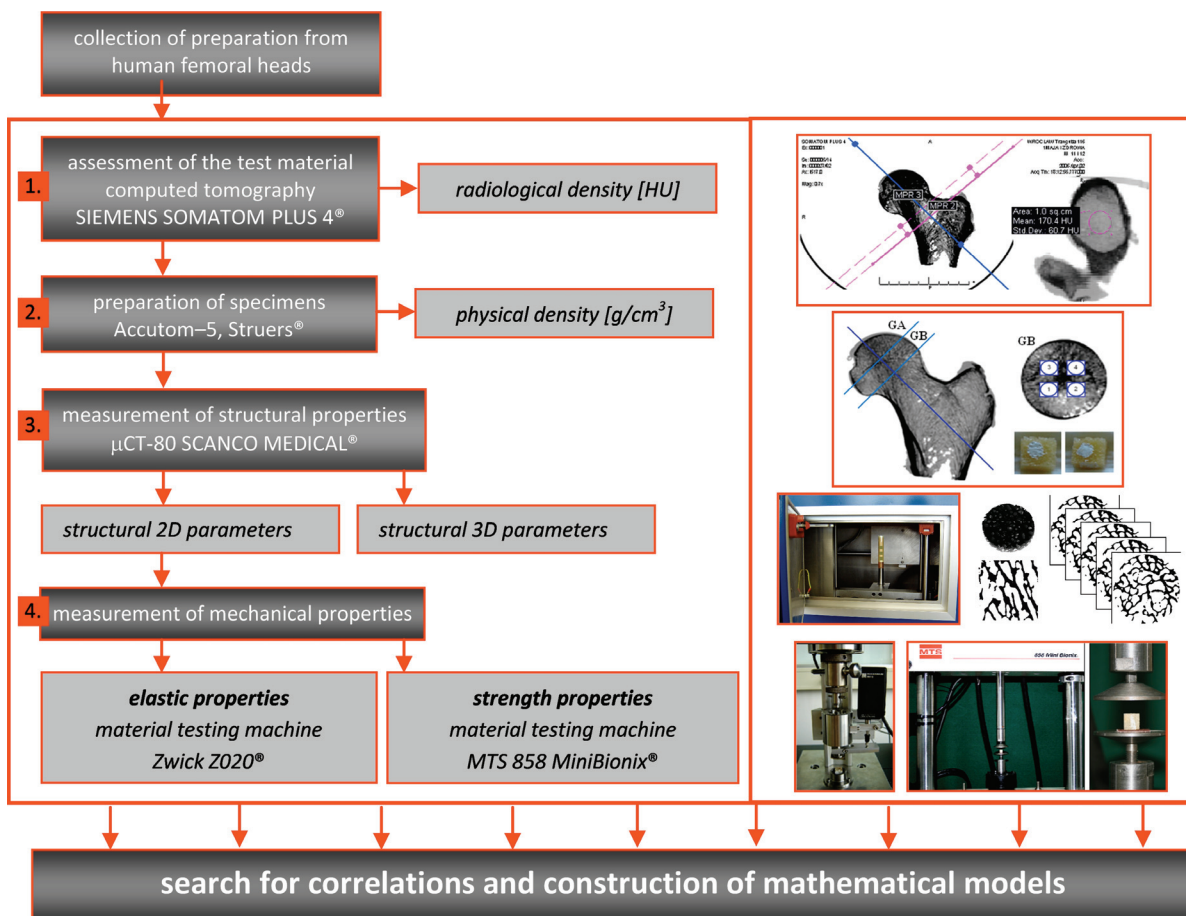 collection of preparation from
human femoral heads
1.
assessment of the test material
computed tomography
SIEMENS SOMATOM PLUS 4®
radiological density [HU]
2.
preparation of specimens
Accutom–5, Struers®
physical density [g/cm³]
3.
measurement of structural properties
µCT-80 SCANCO MEDICAL®
structural 2D parameters
structural 3D parameters
4.
measurement of mechanical properties
elastic properties
material testing machine
Zwick Z020®
strength properties
material testing machine
MTS 858 MiniBionix®
SOMATOM PLUS 4
A
MPR 3
MPR 2
R
Area: 1.0 sq.cm
Mean: 170.4 HU
Std Dev: 60.7 HU
GA
GB
GB
3
4
1
2
MTS
858 Mini Bionix
search for correlations and construction of mathematical models